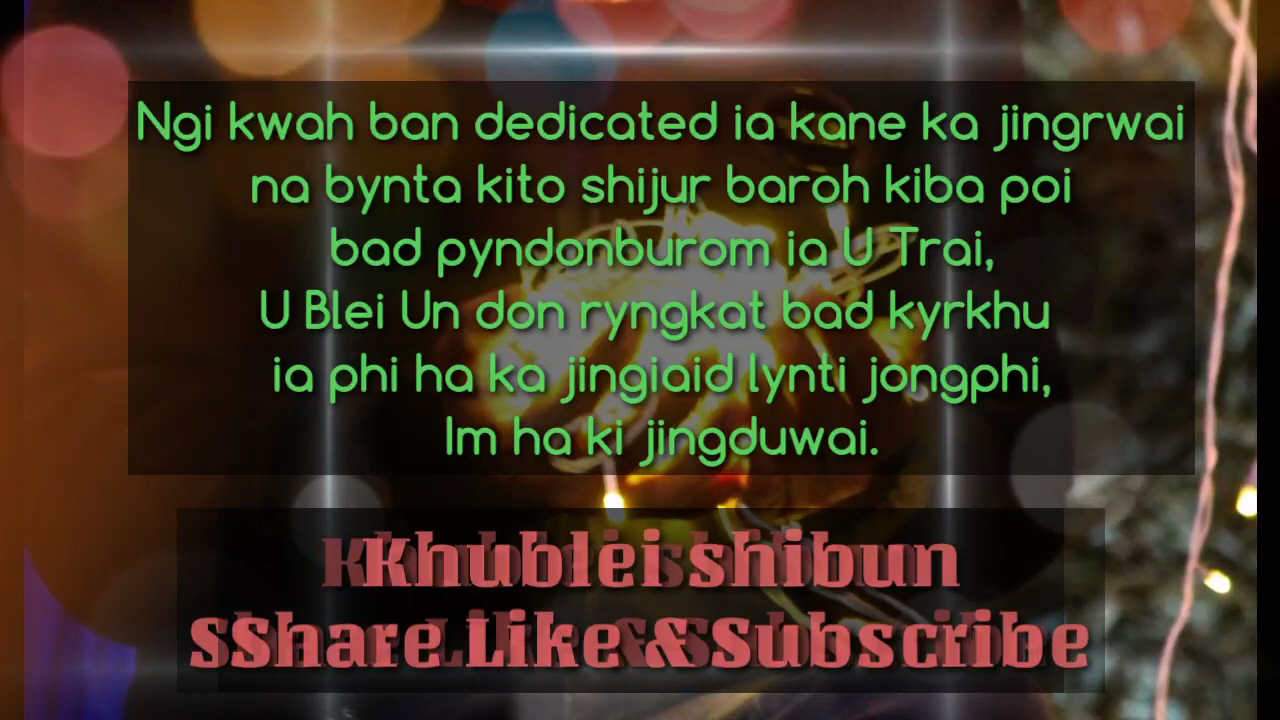 Ngi kwah ban dedicated ia kane ka jingrwai
na bynta kito shijur baroh kiba poi
bad pyndonburom ia U Trai,
U Blei Un don ryngkat bad kyrkhu
ia phi ha ka jingiaid lynti jongphi,
Im ha ki jingduwai.
Khublei shibun
Share Like & Subscribe